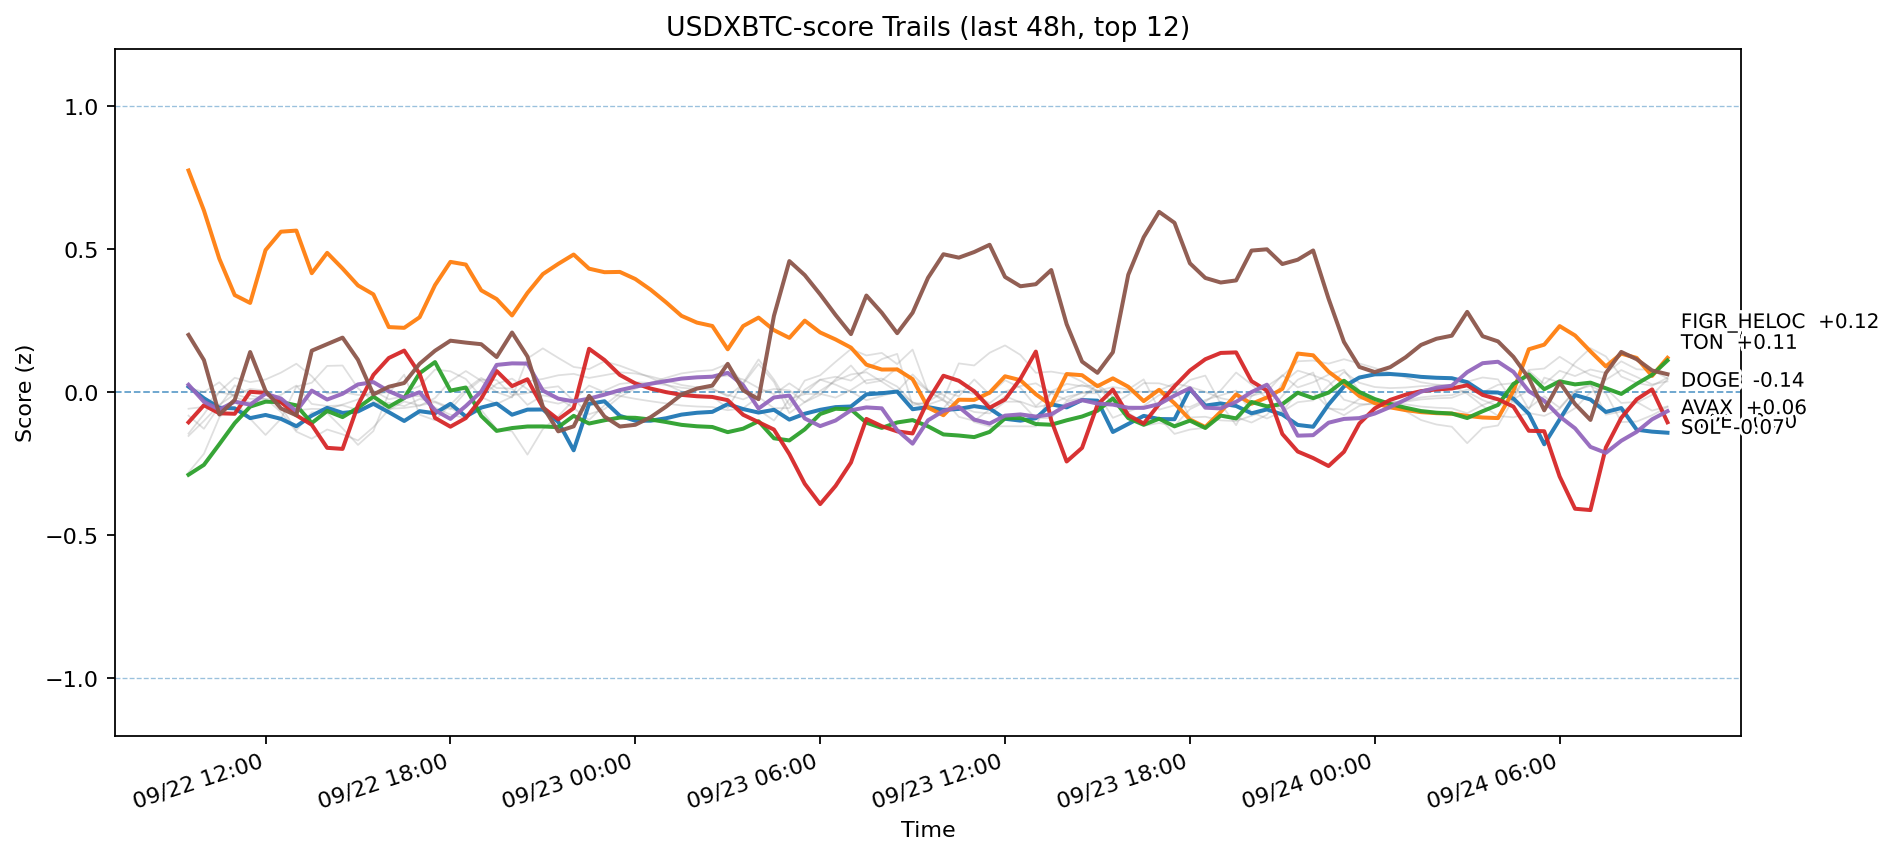 USDXBTC-score Trails (last 48h, top 12)
Score (z)
1.0
0.5
0.0
−0.5
−1.0
FIGR_HELOC +0.12
TON +0.11
DOGE -0.14
AVAX +0.06
SOL -0.07
09/22 12:00
09/22 18:00
09/23 00:00
09/23 06:00
09/23 12:00
09/23 18:00
09/24 00:00
09/24 06:00
Time